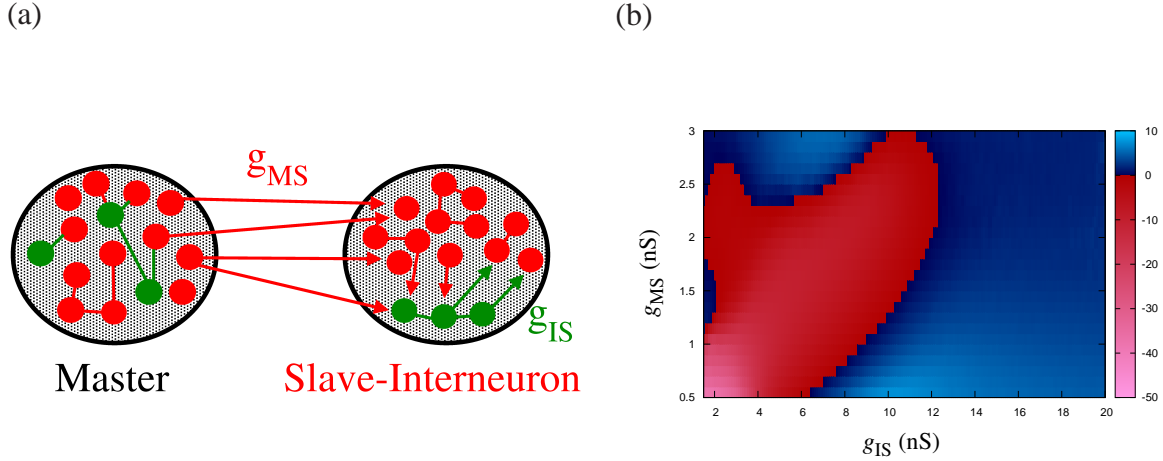 (a)
g_MS
g_IS
Master
Slave-Interneuron
(b)
g_MS (nS)
3
2.5
2
1.5
1
0.5
2 4 6 8 10 12 14 16 18 20
g_IS (nS)
10
0
-10
-20
-30
-40
-50